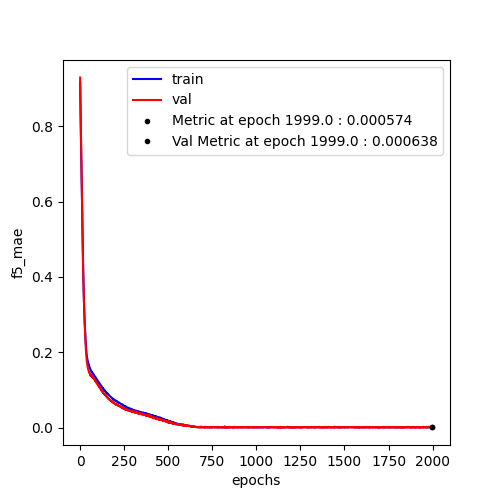 train
val
Metric at epoch 1999.0 : 0.000574
Val Metric at epoch 1999.0 : 0.000638
f5_mae
0.8
0.6
0.4
0.2
0.0
0 250 500 750 1000 1250 1500 1750 2000
epochs